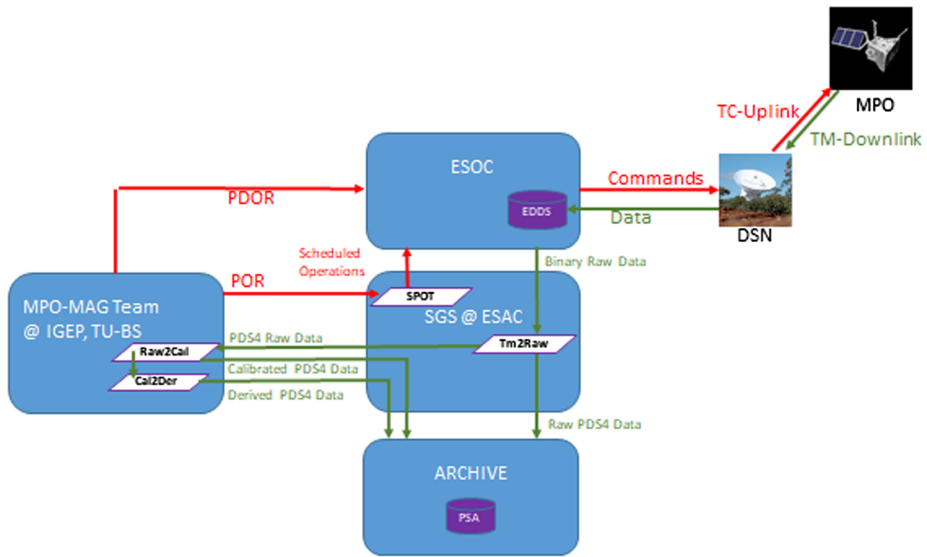 MPO
TC-Uplink
TM-Downlink
ESOC
Commands
EDDS
Data
DSN
PDOR
Scheduled
Operations
Binary Raw Data
POR
SPOT
MPO-MAG Team
@ IGEP, TU-BS
SGS @ ESAC
PDS4 Raw Data
Tm2Raw
Raw2Cal
Calibrated PDS4 Data
Cal2Der
Derived PDS4 Data
Raw PDS4 Data
ARCHIVE
PSA